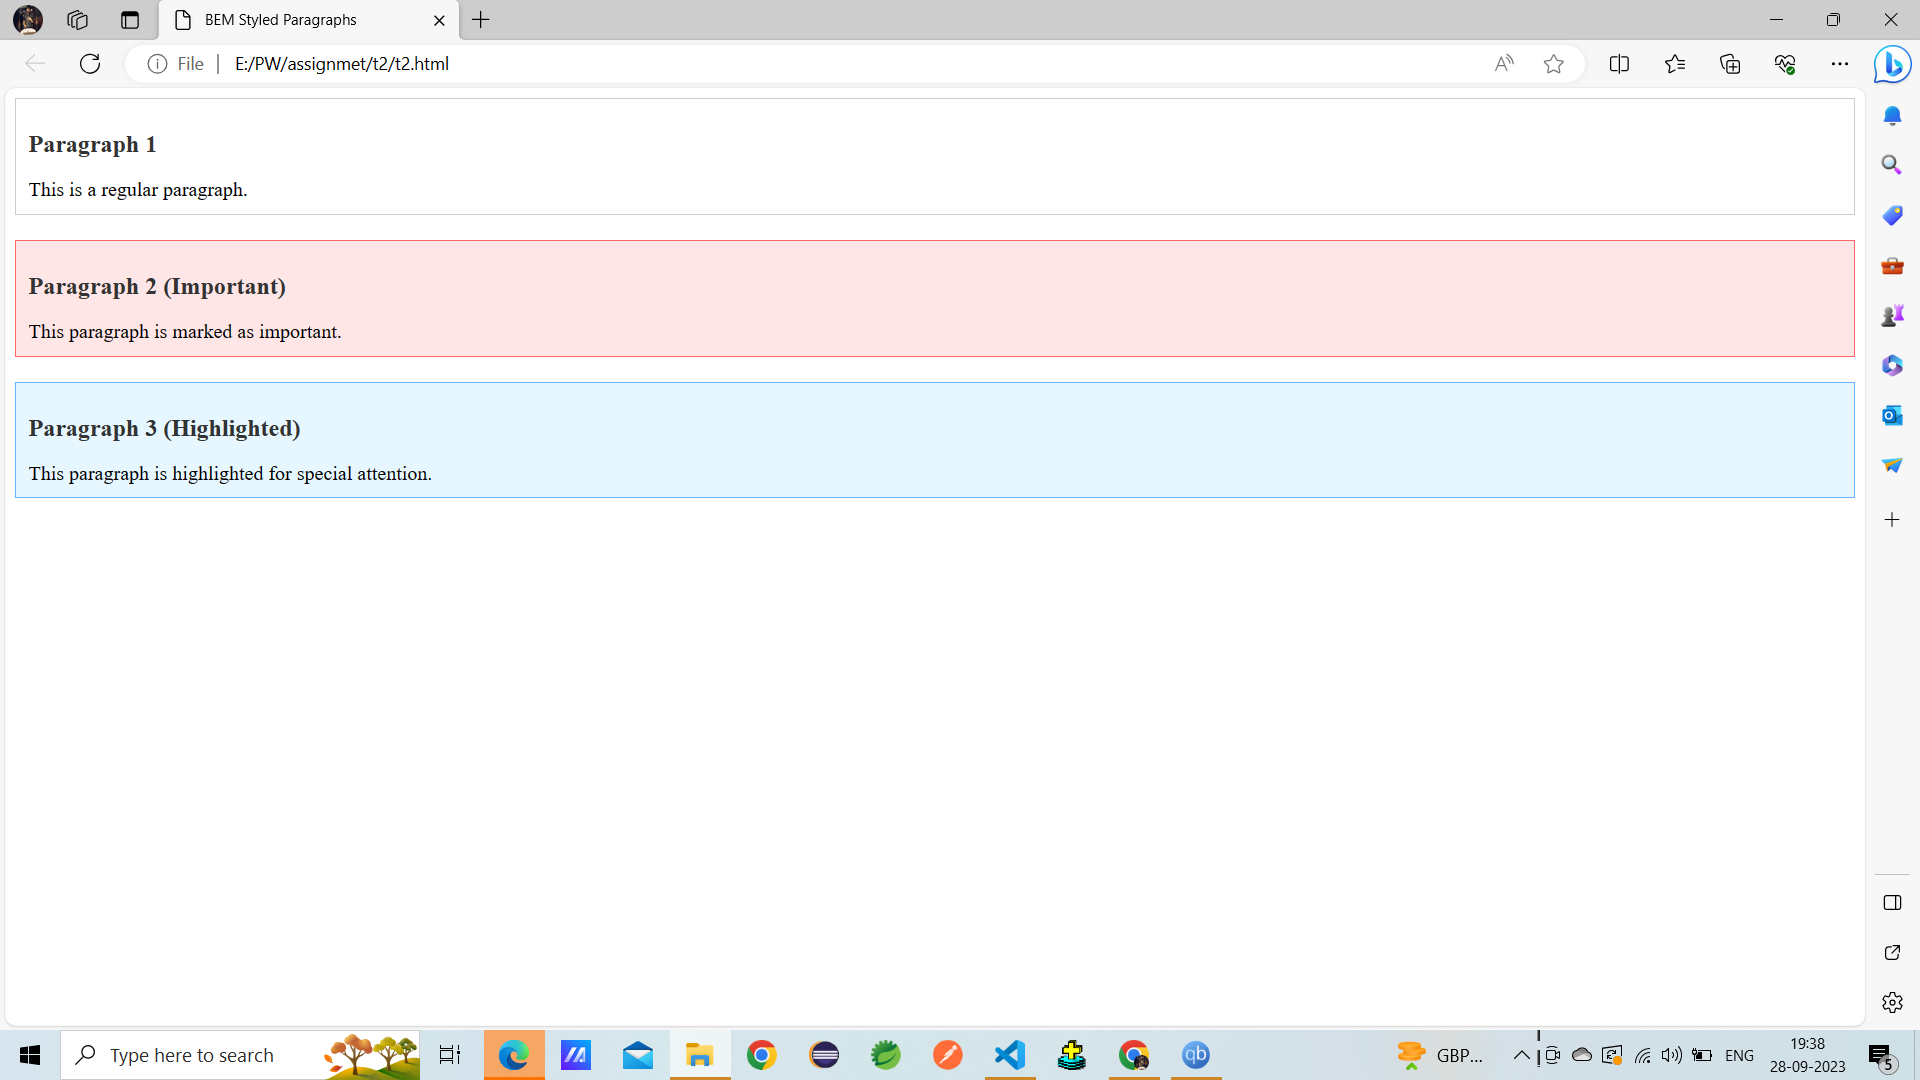 BEM Styled Paragraphs
File
E:/PW/assignmet/t2/t2.html
Paragraph 1
This is a regular paragraph.
Paragraph 2 (Important)
This paragraph is marked as important.
Paragraph 3 (Highlighted)
This paragraph is highlighted for special attention.
Type here to search
qb
GBP...
ENG
19:38
28-09-2023
5